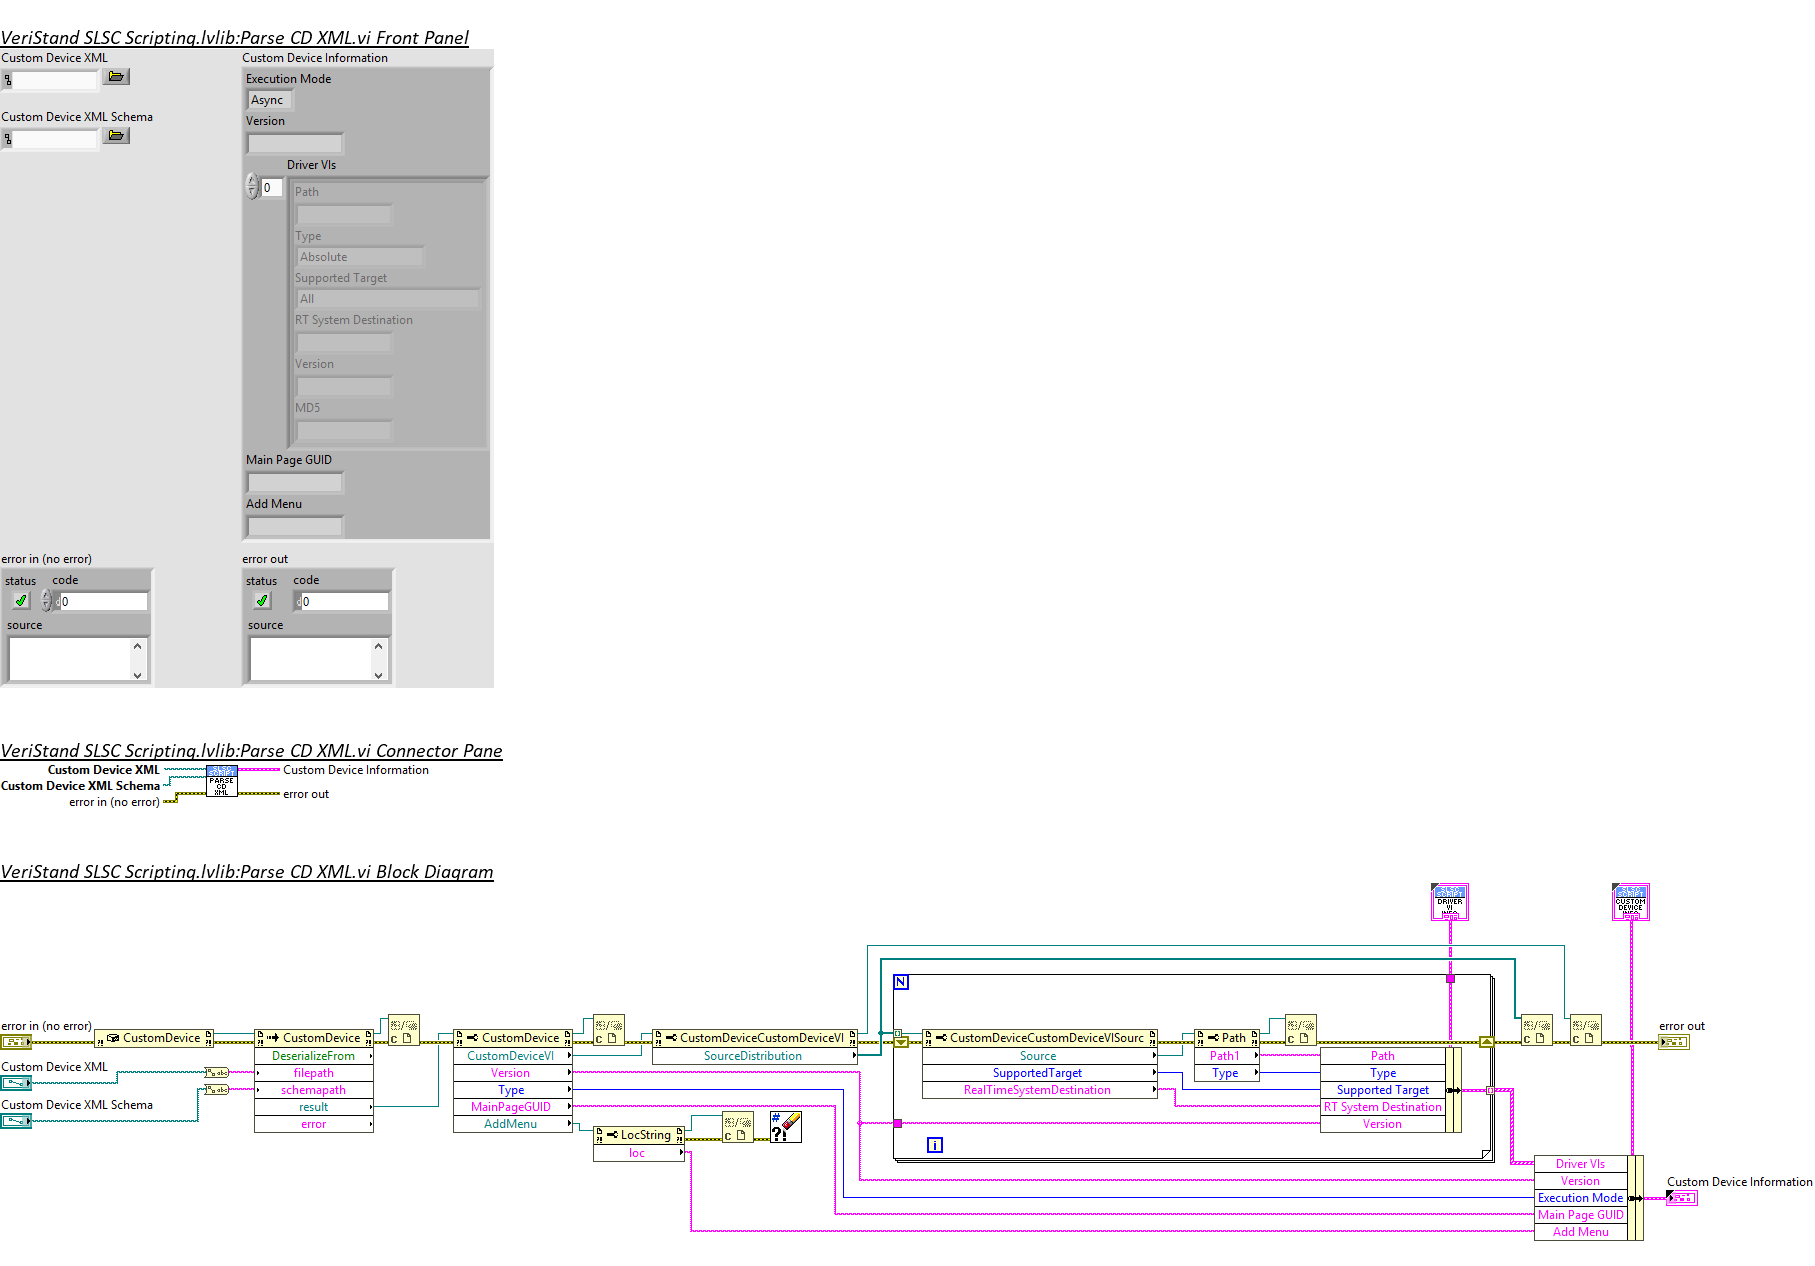 VeriStand SLSC Scripting.lvlib:Parse CD XML.vi Front Panel
Custom Device XML
Custom Device XML Schema
Custom Device Information
Execution Mode
Async
Version
Driver VIs
0
Path
Type
Absolute
Supported Target
All
RT System Destination
Version
MD5
Main Page GUID
Add Menu
error in (no error)
status
code
0
source
error out
status
code
0
source
VeriStand SLSC Scripting.lvlib:Parse CD XML.vi Connector Pane
Custom Device XML
Custom Device XML Schema
error in (no error)
SLSC
SCRIPT
PARSE
CD
XML
Custom Device Information
error out
VeriStand SLSC Scripting.lvlib:Parse CD XML.vi Block Diagram
SLSC
SCRIPT
DRIVER
VI
INFO
SLSC
SCRIPT
CUSTOM
DEVICE
INFO
error in (no error)
Custom Device XML
Custom Device XML Schema
abc
abc
CustomDevice
CustomDevice
DeserializeFrom
filepath
schemapath
result
error
C
CustomDevice
CustomDeviceVI
Version
Type
MainPageGUID
AddMenu
C
LocString
loc
C
#
?!
CustomDeviceCustomDeviceVI
SourceDistribution
N
i
CustomDeviceCustomDeviceVISourc
Source
SupportedTarget
RealTimeSystemDestination
Path
Path1
Type
C
Path
Type
Supported Target
RT System Destination
Version
C
C
error out
Driver VIs
Version
Execution Mode
Main Page GUID
Add Menu
Custom Device Information